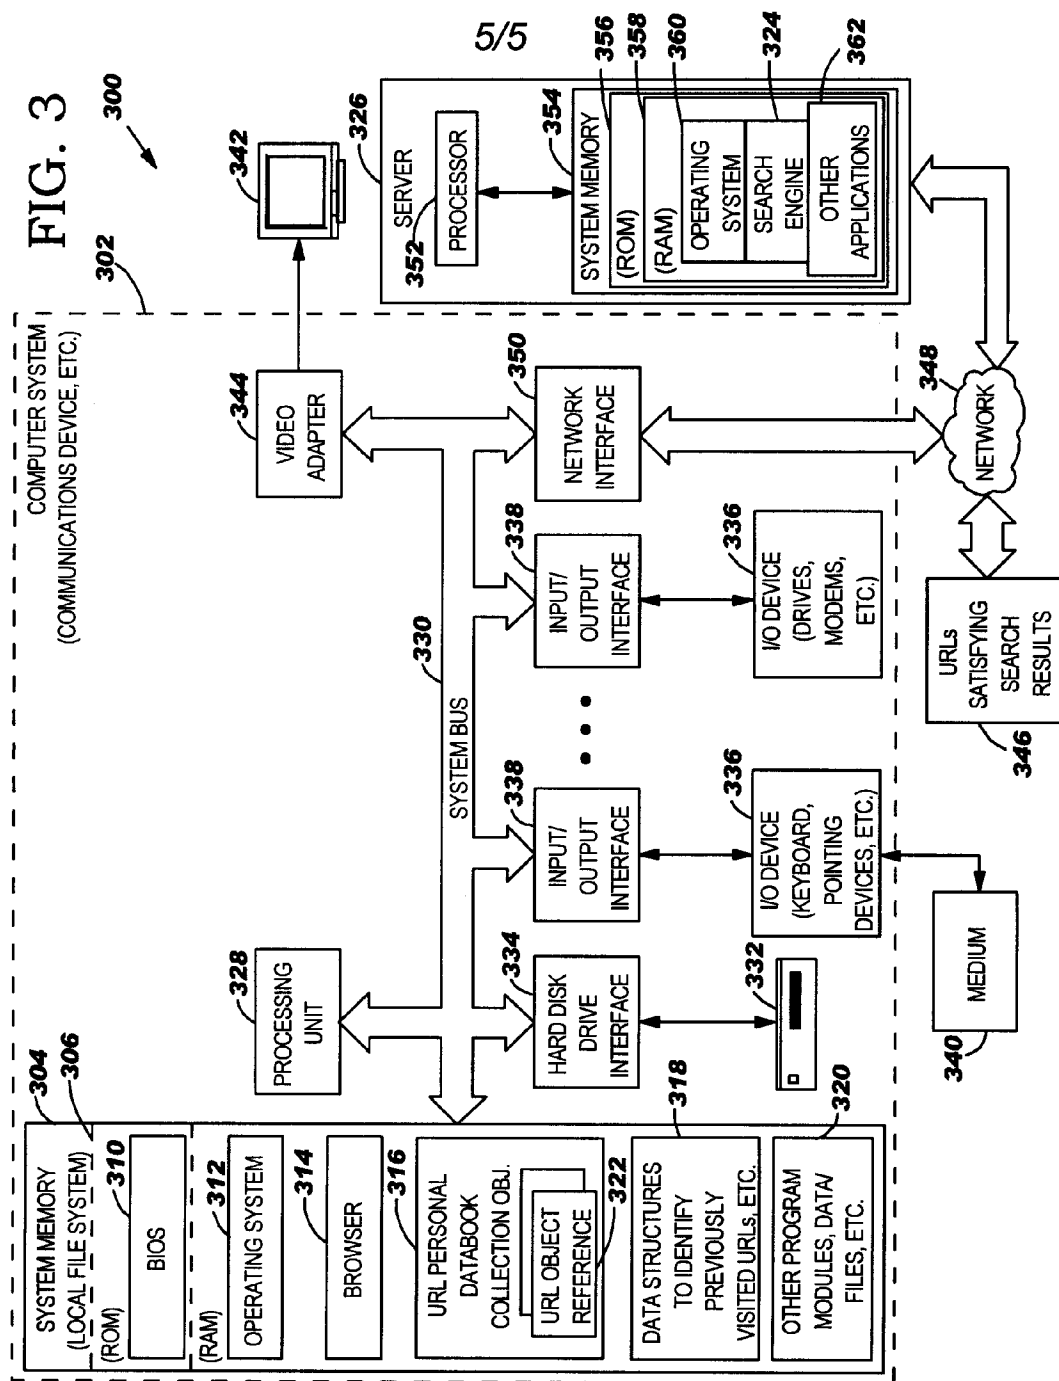 5/5
FIG. 3
300
302
COMPUTER SYSTEM
(COMMUNICATIONS DEVICE, ETC.)
304
SYSTEM MEMORY
(LOCAL FILE SYSTEM)
306
(ROM)
310
BIOS
(RAM)
312
OPERATING SYSTEM
314
BROWSER
316
URL PERSONAL
DATABOOK
COLLECTION OBJ.
URL OBJECT
REFERENCE
322
318
DATA STRUCTURES
TO IDENTIFY
PREVIOUSLY
VISITED URLs, ETC.
320
OTHER PROGRAM
MODULES, DATA/
FILES, ETC.
328
PROCESSING
UNIT
330
SYSTEM BUS
344
VIDEO
ADAPTER
342
334
HARD DISK
DRIVE
INTERFACE
338
INPUT/
OUTPUT
INTERFACE
338
INPUT/
OUTPUT
INTERFACE
350
NETWORK
INTERFACE
332
336
I/O DEVICE
(KEYBOARD,
POINTING
DEVICES, ETC.)
336
I/O DEVICE
(DRIVES,
MODEMS,
ETC.)
340
MEDIUM
346
URLs
SATISFYING
SEARCH
RESULTS
348
NETWORK
326
SERVER
352
PROCESSOR
354
SYSTEM MEMORY
356
(ROM)
358
(RAM)
360
OPERATING
SYSTEM
324
SEARCH
ENGINE
362
OTHER
APPLICATIONS